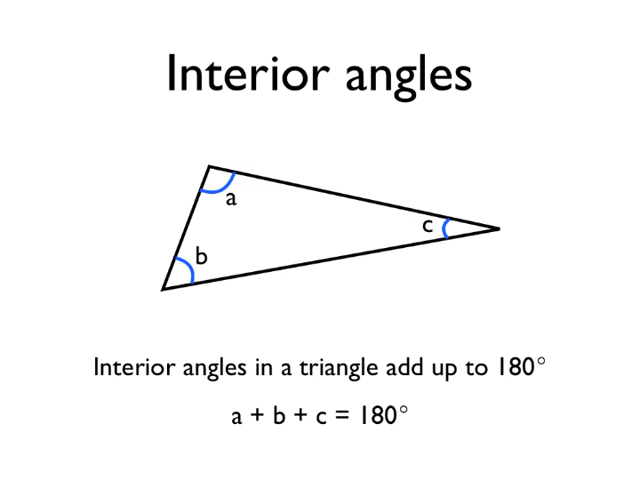 Interior angles
a
b
c
Interior angles in a triangle add up to 180°
a + b + c = 180°